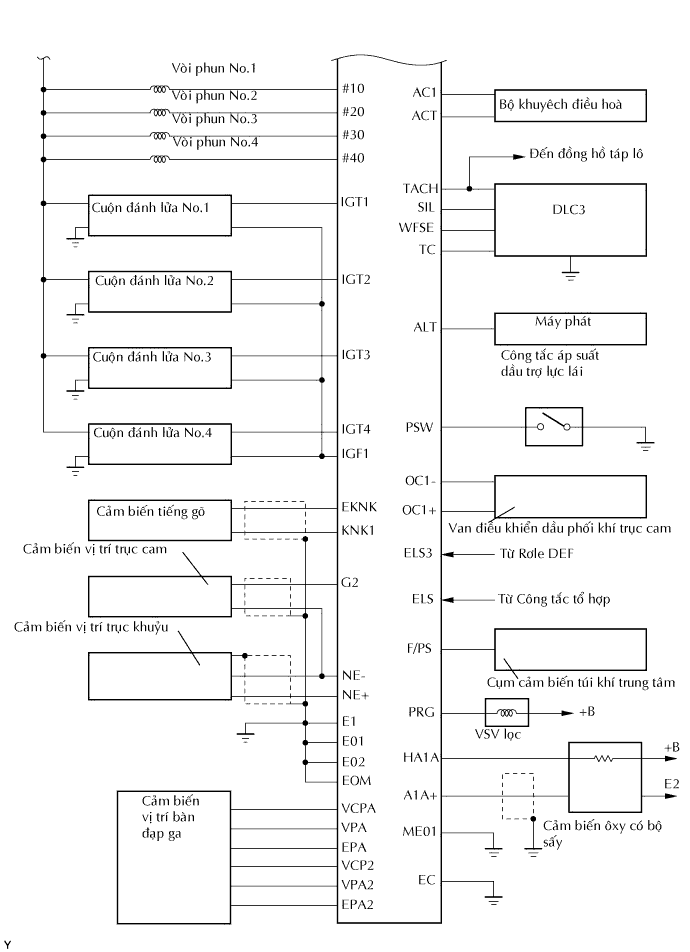 Vòi phun No.1
#10
Vòi phun No.2
#20
Vòi phun No.3
#30
Vòi phun No.4
#40
Cuộn đánh lửa No.1
IGT1
Cuộn đánh lửa No.2
IGT2
Cuộn đánh lửa No.3
IGT3
Cuộn đánh lửa No.4
IGT4
IGF1
Cảm biến tiếng gõ
EKNK
KNK1
Cảm biến vị trí trục cam
G2
Cảm biến vị trí trục khuỷu
NE-
NE+
E1
E01
E02
EOM
Cảm biến
vị trí bàn
đạp ga
VCPA
VPA
EPA
VCP2
VPA2
EPA2
AC1
ACT
Bộ khuyêch điều hoà
Đến đồng hồ táp lô
TACH
SIL
WFSE
TC
DLC3
ALT
Máy phát
Công tắc áp suất
dầu trợ lực lái
PSW
OC1-
OC1+
Van điều khiển dầu phối khí trục cam
ELS3
Từ Rơle DEF
ELS
Từ Công tắc tổ hợp
F/PS
Cụm cảm biến túi khí trung tâm
PRG
+B
VSV lọc
HA1A
+B
A1A+
E2
Cảm biến ôxy có bộ
sấy
ME01
EC
Y